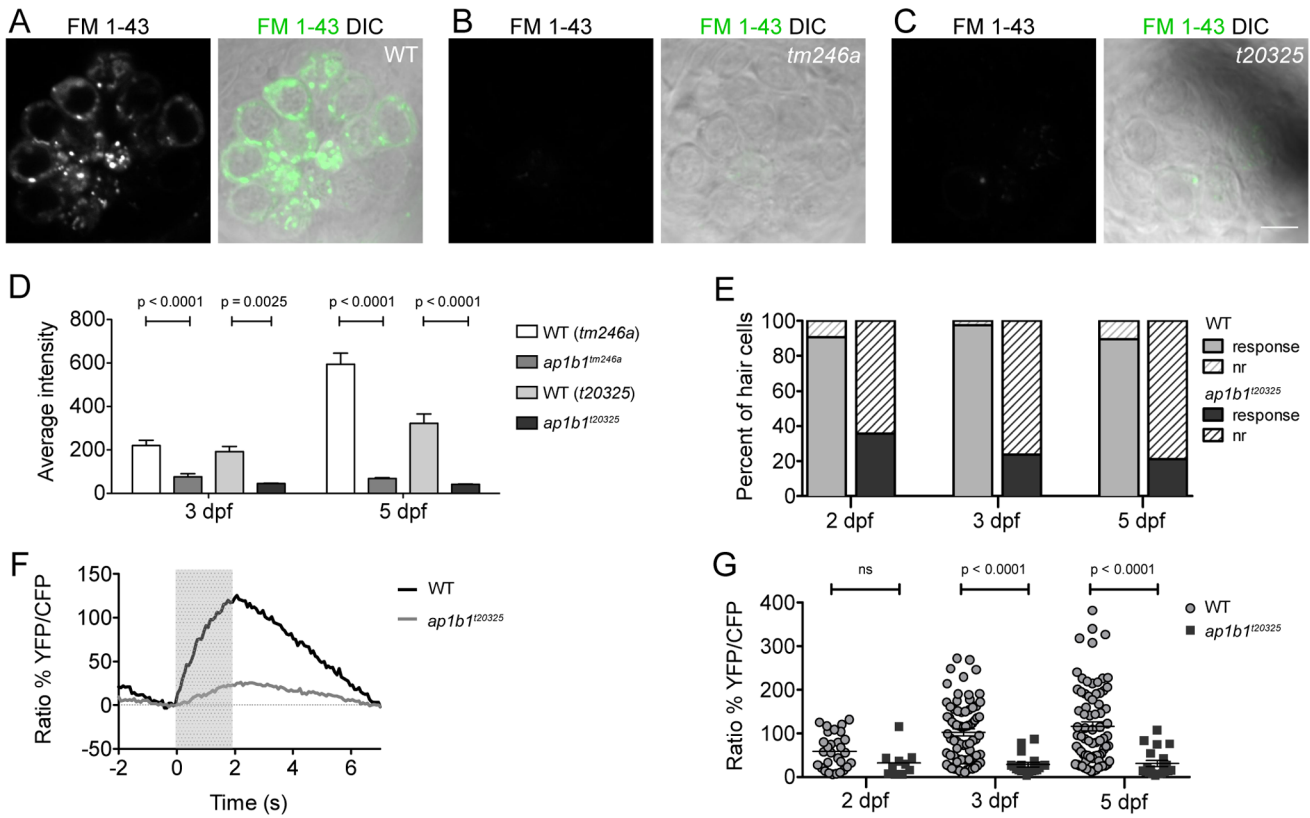 A FM 1-43 FM 1-43 DIC B FM 1-43 FM 1-43 DIC C FM 1-43 FM 1-43 DIC
WT tm246a t20325
D
p < 0.0001 p = 0.0025 p < 0.0001 p < 0.0001
Average intensity
800
600
400
200
0
3 dpf 5 dpf
WT (tm246a)
ap1b1tm246a
WT (t20325)
ap1b1t20325
E
Percent of hair cells
100
80
60
40
20
0
2 dpf 3 dpf 5 dpf
WT
response
nr
ap1b1t20325
response
nr
F
Ratio % YFP/CFP
150
100
50
0
-50
-2 0 2 4 6
Time (s)
WT
ap1b1t20325
G
ns p < 0.0001 p < 0.0001
Ratio % YFP/CFP
400
300
200
100
0
2 dpf 3 dpf 5 dpf
WT
ap1b1t20325